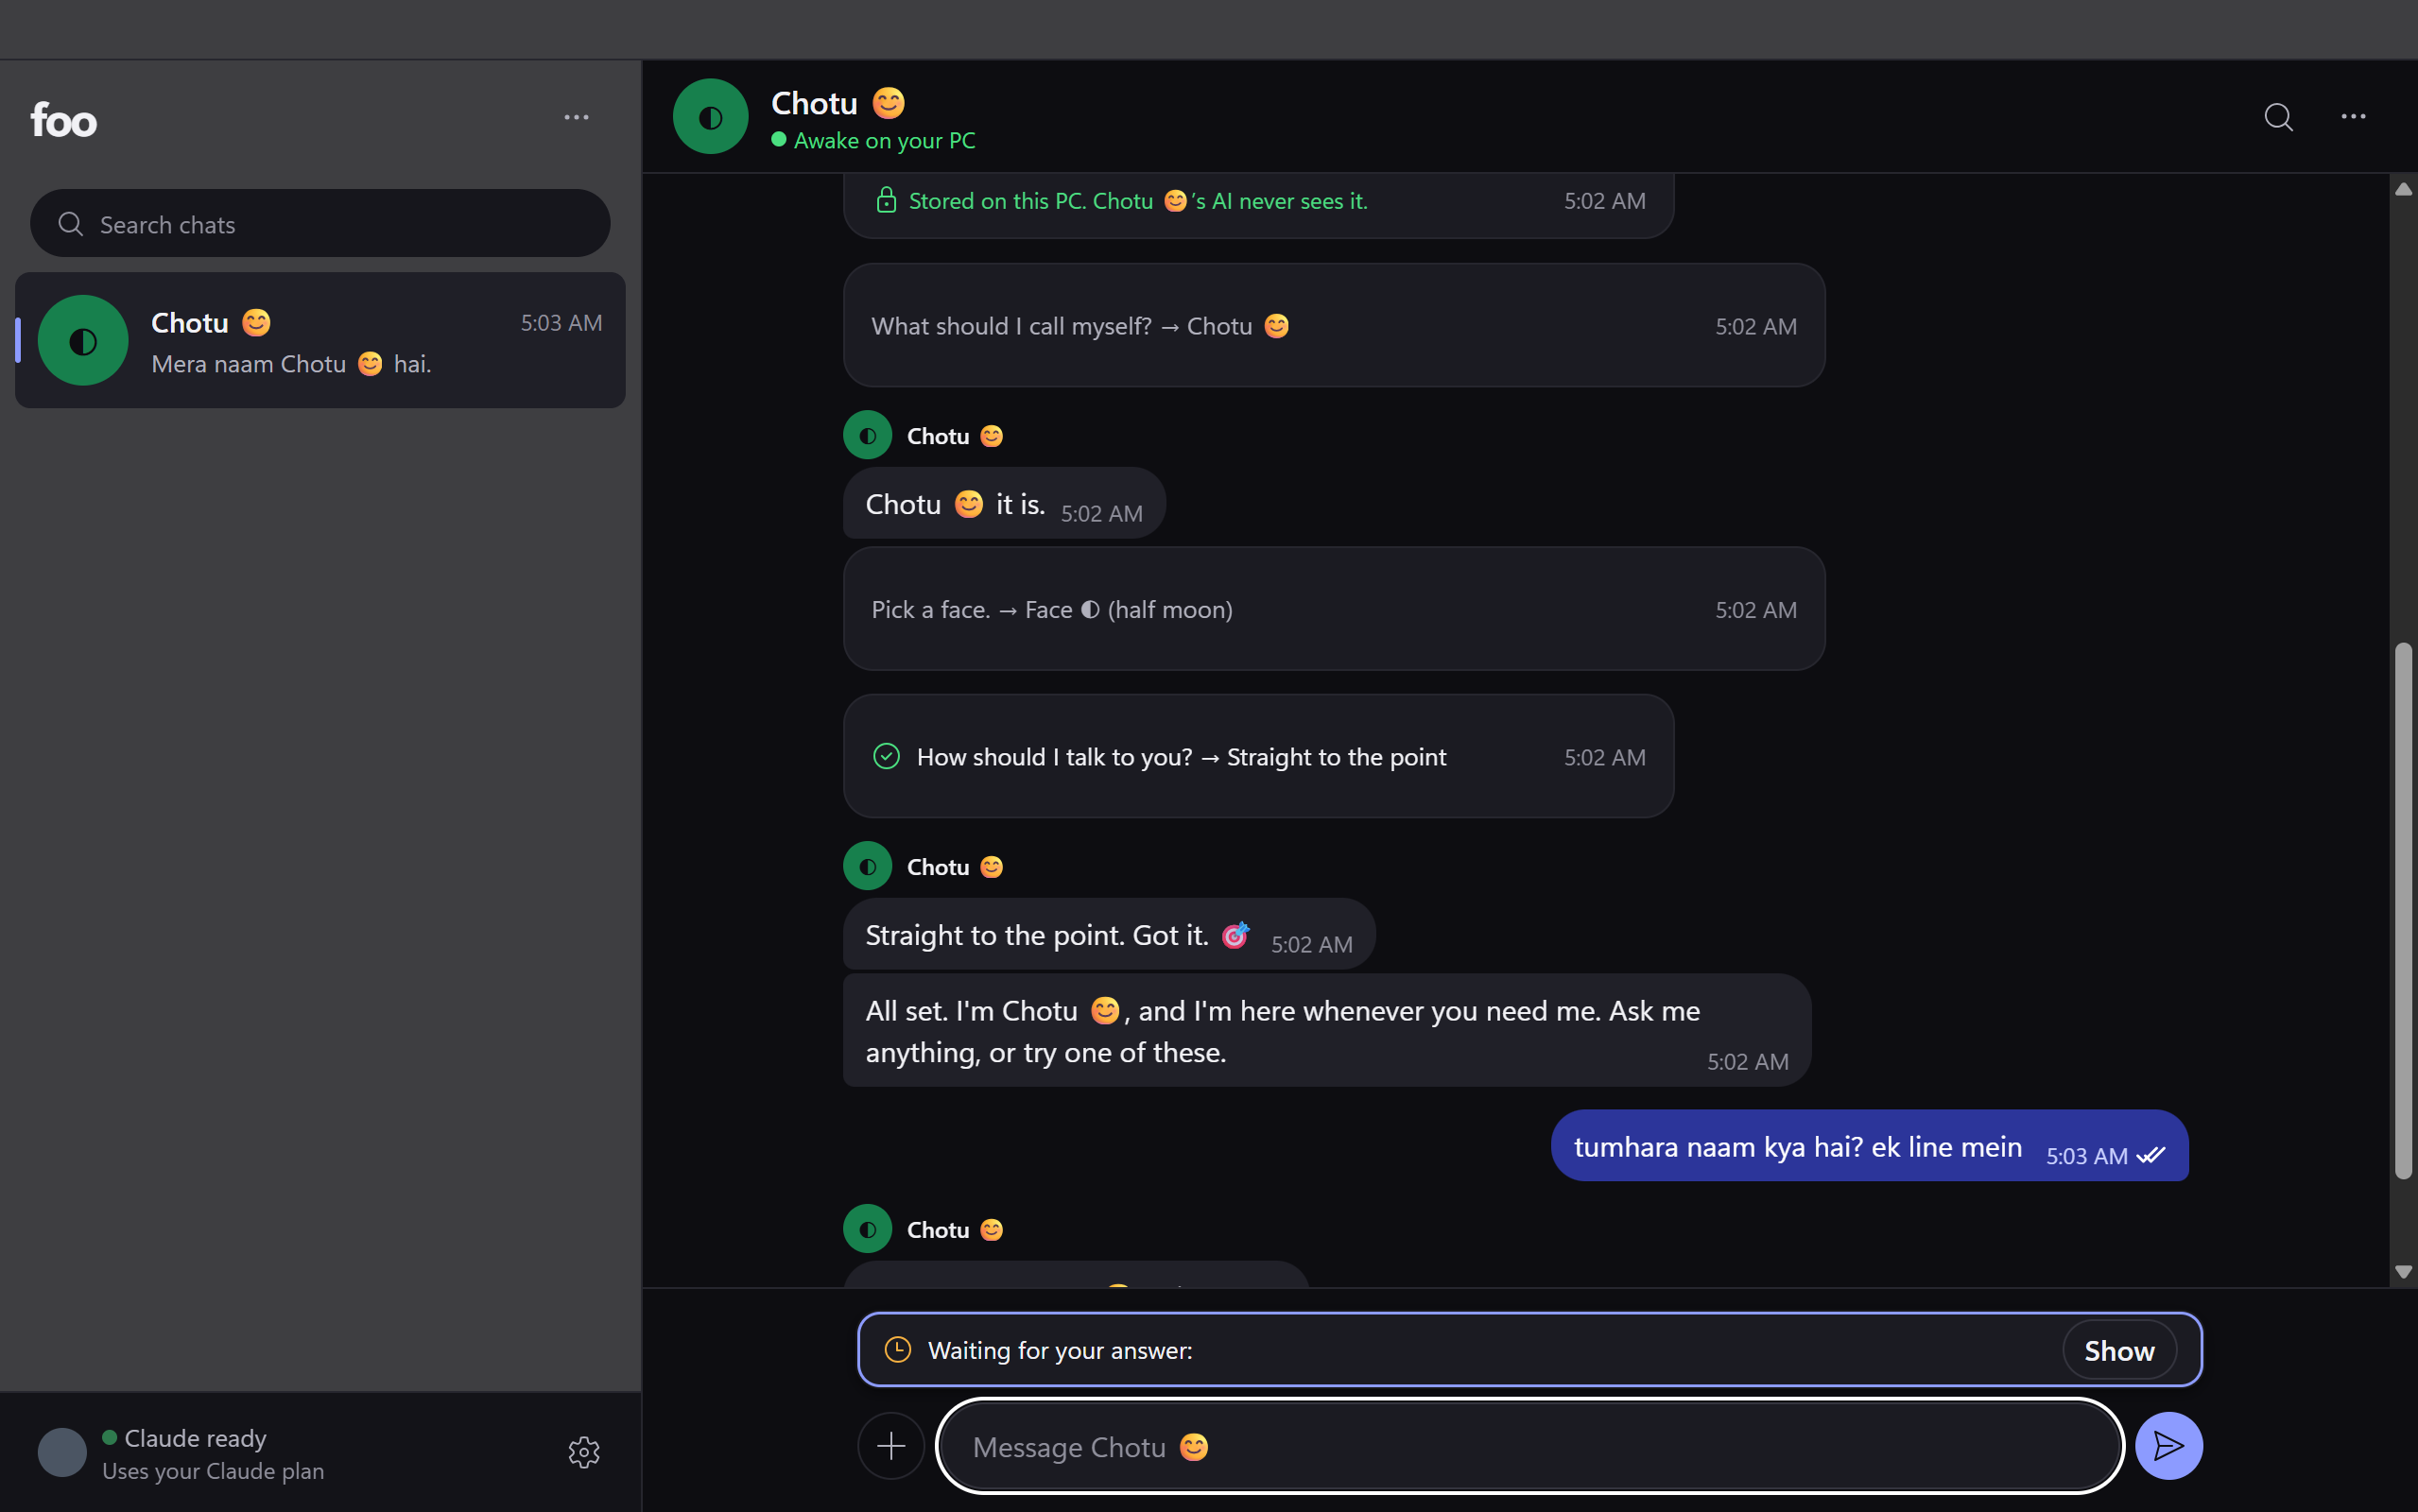 foo
Search chats
Chotu 😊
5:03 AM
Mera naam Chotu 😊 hai.
Claude ready
Uses your Claude plan
Chotu 😊
Awake on your PC
Stored on this PC. Chotu 😊's AI never sees it.
5:02 AM
What should I call myself? → Chotu 😊
5:02 AM
Chotu 😊
Chotu 😊 it is.
5:02 AM
Pick a face. → Face ◐ (half moon)
5:02 AM
How should I talk to you? → Straight to the point
5:02 AM
Chotu 😊
Straight to the point. Got it. 🎯
5:02 AM
All set. I'm Chotu 😊, and I'm here whenever you need me. Ask me
anything, or try one of these.
5:02 AM
tumhara naam kya hai? ek line mein
5:03 AM
Chotu 😊
Waiting for your answer:
Show
Message Chotu 😊